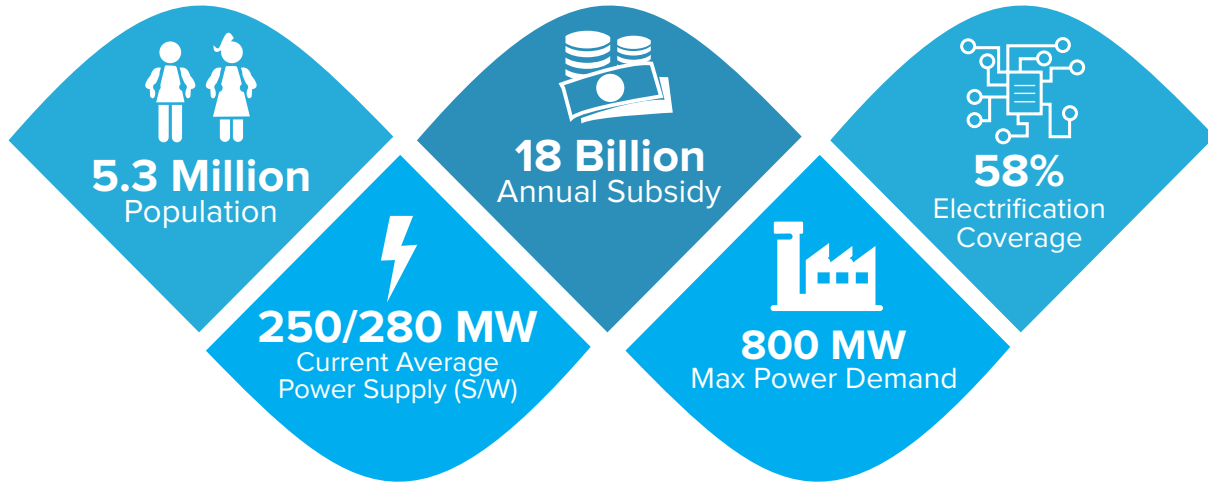 5.3 Million
Population
250/280 MW
Current Average
Power Supply (S/W)
18 Billion
Annual Subsidy
800 MW
Max Power Demand
58%
Electrification
Coverage